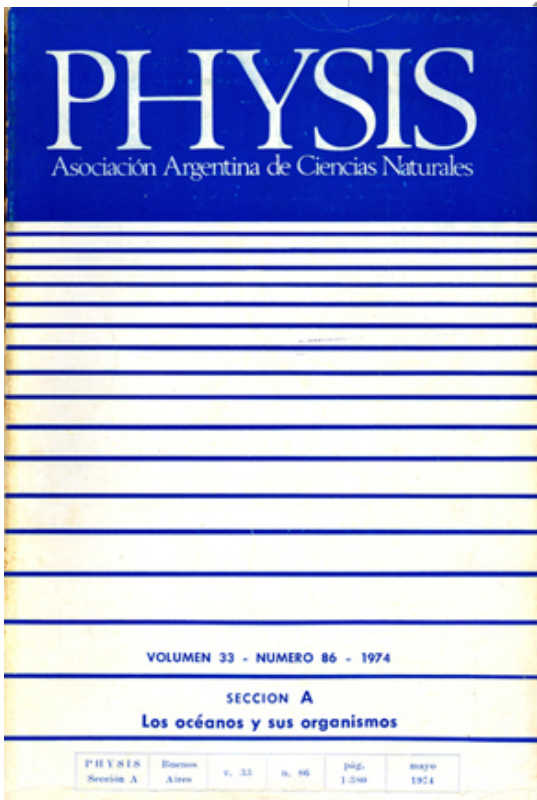 PHYSIS
Asociación Argentina de Ciencias Naturales
VOLUMEN 33 - NUMERO 86 - 1974
SECCION A
Los océanos y sus organismos
PHYSIS Buenos v. 33 n. 86 pág. mayo
Sección A Aires 1-380 1974